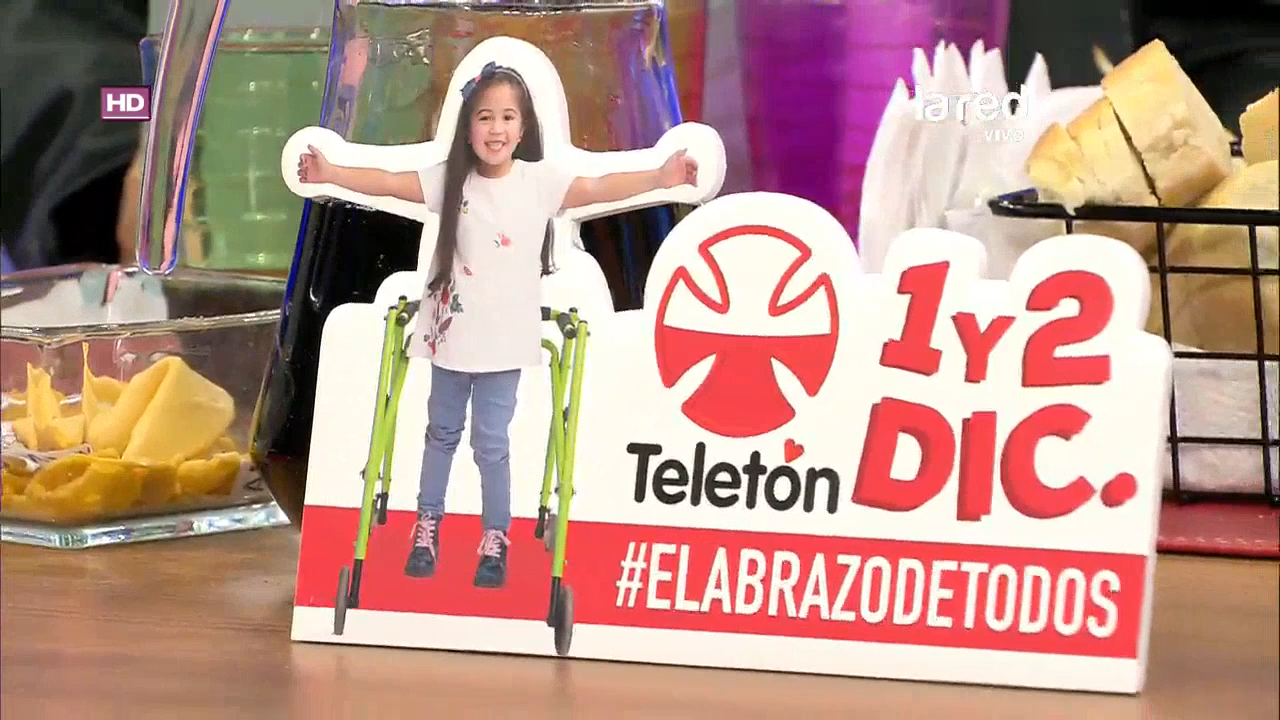 HD
la red
VIVO
1 Y 2
DIC.
Teletón
#ELABRAZODETODOS